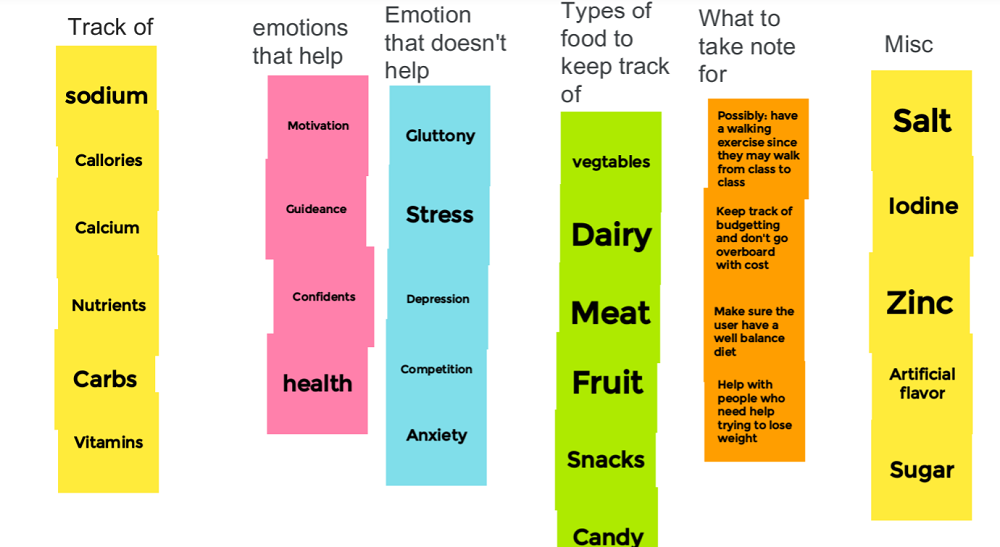 Track of
sodium
Callories
Calcium
Nutrients
Carbs
Vitamins
emotions
that help
Motivation
Guideance
Confidents
health
Emotion
that doesn't
help
Gluttony
Stress
Depression
Competition
Anxiety
Types of
food to
keep track
of
vegtables
Dairy
Meat
Fruit
Snacks
Candy
What to
take note
for
Possibly: have
a walking
exercise since
they may walk
from class to
class
Keep track of
budgetting
and don't go
overboard
with cost
Make sure the
user have a
well balance
diet
Help with
people who
need help
trying to lose
weight
Misc
Salt
Iodine
Zinc
Artificial
flavor
Sugar